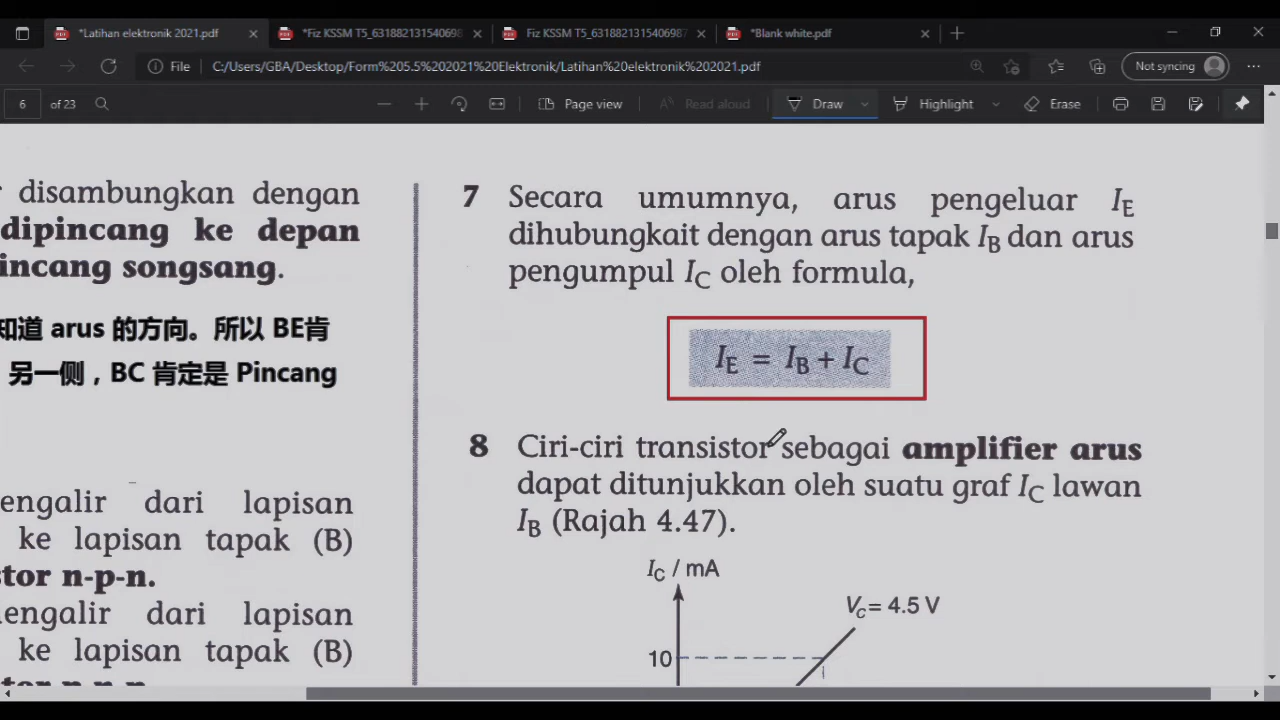 *Latihan elektronik 2021.pdf
*Fiz KSSM T5_631882131540698
Fiz KSSM T5_6318821315406987
*Blank white.pdf
File
C:/Users/GBA/Desktop/Form%205.5%202021%20Elektronik/Latihan%20elektronik%202021.pdf
Not syncing
6 of 23
Page view
Read aloud
Draw
Highlight
Erase
disambungkan dengan
dipincang ke depan
pincang songsang.
知道 arus 的方向。所以 BE肯
另一侧，BC 肯定是 Pincang
engalir dari lapisan
ke lapisan tapak (B)
stor n-p-n.
engalir dari lapisan
ke lapisan tapak (B)
7 Secara umumnya, arus pengeluar IE
dihubungkait dengan arus tapak IB dan arus
pengumpul IC oleh formula,
IE = IB + IC
8 Ciri-ciri transistor sebagai amplifier arus
dapat ditunjukkan oleh suatu graf IC lawan
IB (Rajah 4.47).
IC / mA
VC = 4.5 V
10